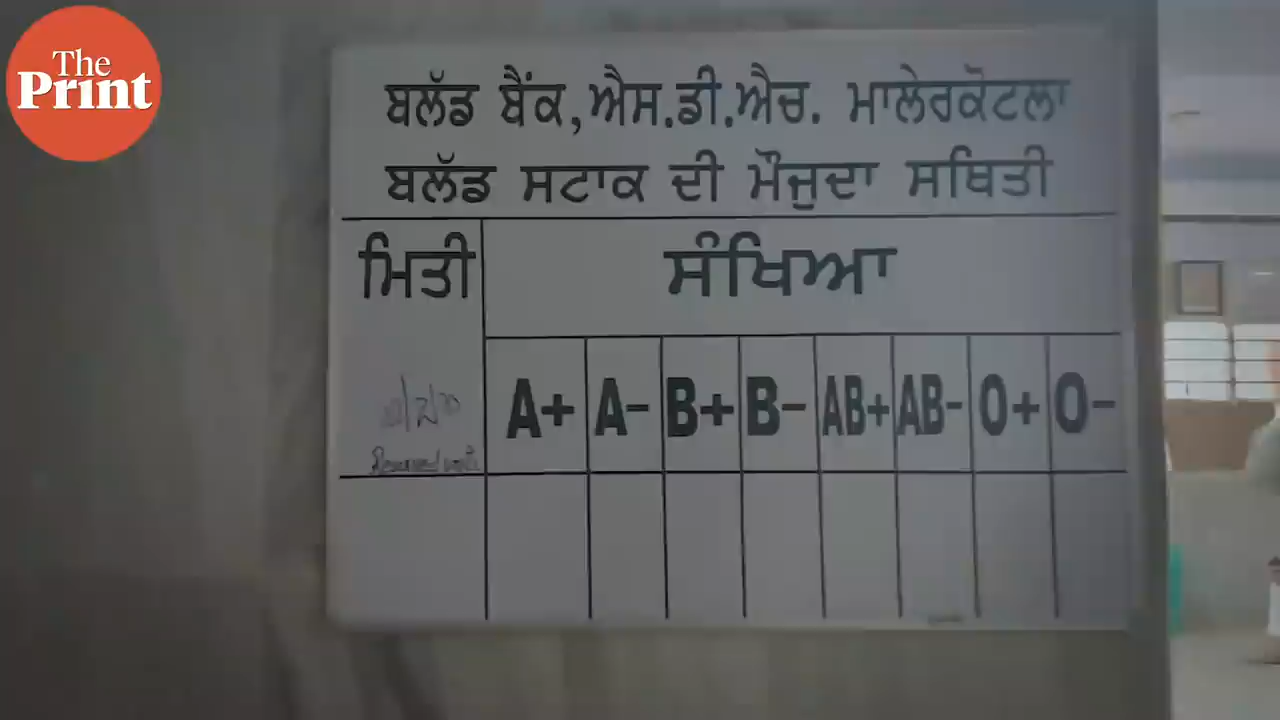 The
Print
ਬਲੱਡ ਬੈਂਕ,ਐਸ.ਡੀ.ਐਚ. ਮਾਲੇਰਕੋਟਲਾ
ਬਲੱਡ ਸਟਾਕ ਦੀ ਮੌਜੁਦਾ ਸਥਿਤੀ
ਮਿਤੀ ਸੰਖਿਆ
A+ A- B+ B- AB+ AB- O+ O-